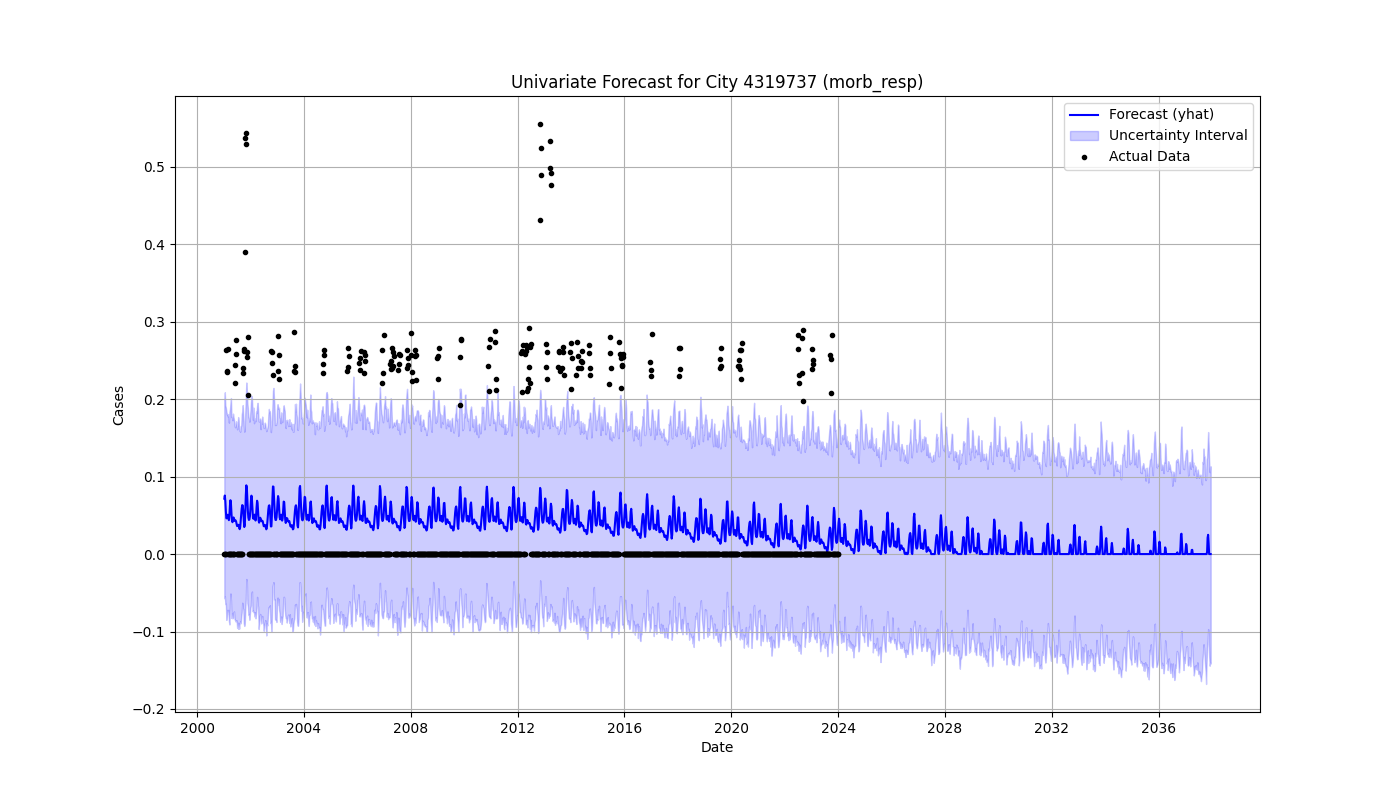 Univariate Forecast for City 4319737 (morb_resp)
Forecast (yhat)
Uncertainty Interval
Actual Data
Cases
0.5
0.4
0.3
0.2
0.1
0.0
−0.1
−0.2
2000 2004 2008 2012 2016 2020 2024 2028 2032 2036
Date